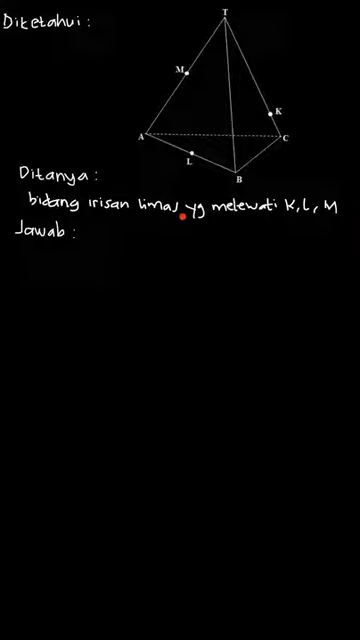 Diketahui :
T
M
K
A
C
L
B
Ditanya :
bidang irisan limas yg melewati K, L, M
Jawab :